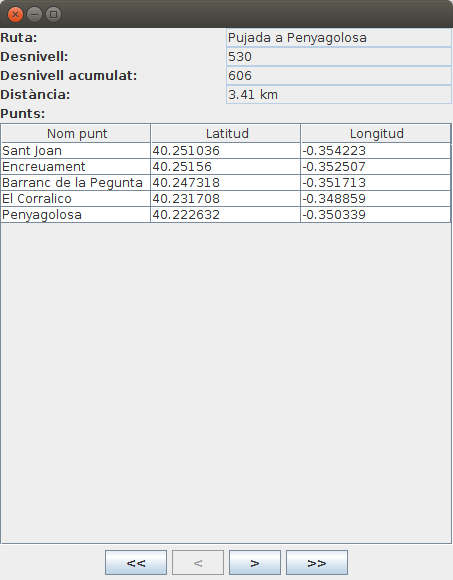 Ruta: Pujada a Penyagolosa
Desnivell: 530
Desnivell acumulat: 606
Distància: 3.41 km
Punts:
Nom punt Latitud Longitud
Sant Joan 40.251036 -0.354223
Encreuament 40.25156 -0.352507
Barranc de la Pegunta 40.247318 -0.351713
El Corralico 40.231708 -0.348859
Penyagolosa 40.222632 -0.350339
<< < > >>